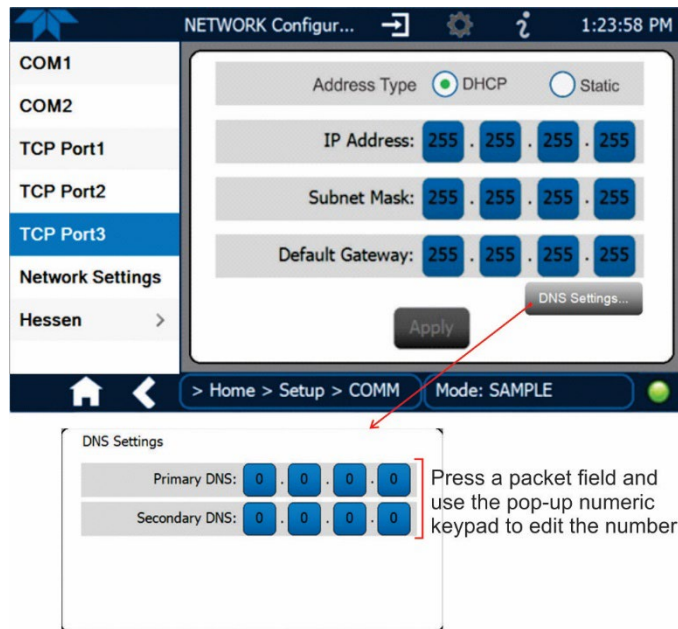 NETWORK Configur... 1:23:58 PM
COM1
COM2
TCP Port1
TCP Port2
TCP Port3
Network Settings
Hessen >
Address Type DHCP Static
IP Address: 255 . 255 . 255 . 255
Subnet Mask: 255 . 255 . 255 . 255
Default Gateway: 255 . 255 . 255 . 255
DNS Settings...
Apply
> Home > Setup > COMM Mode: SAMPLE
DNS Settings
Primary DNS: 0 . 0 . 0 . 0
Secondary DNS: 0 . 0 . 0 . 0
Press a packet field and
use the pop-up numeric
keypad to edit the number